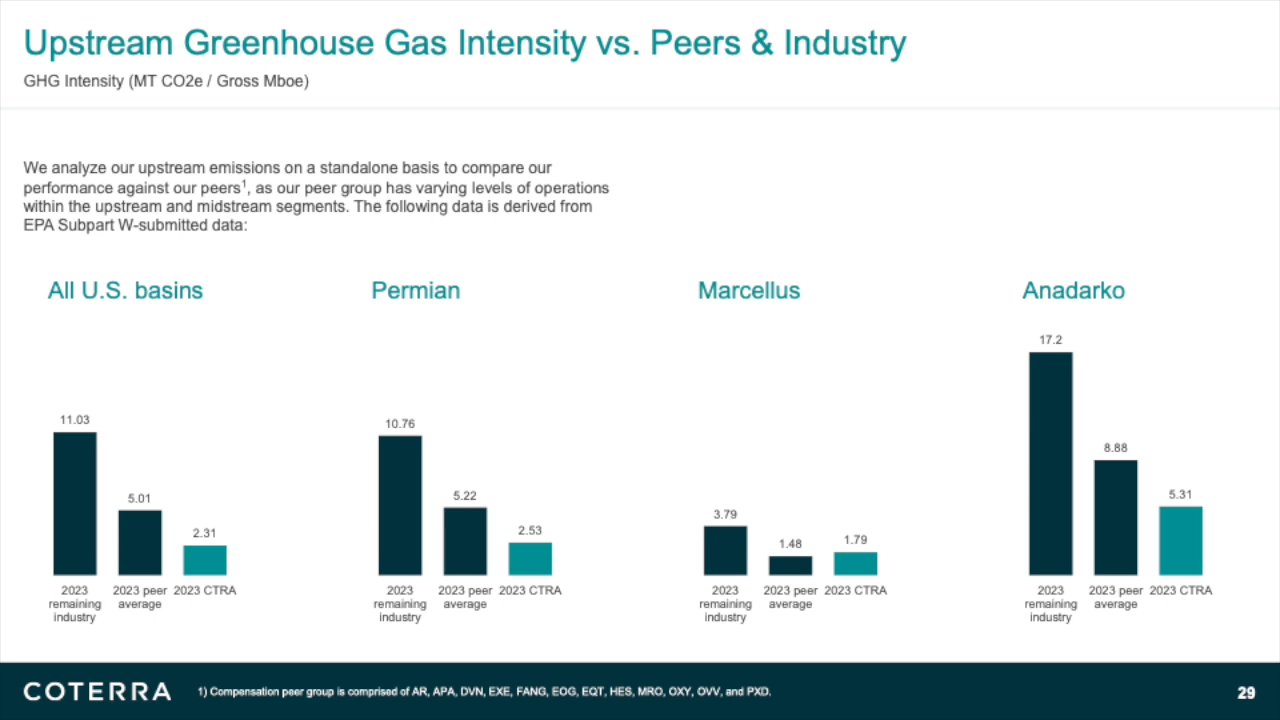 Upstream Greenhouse Gas Intensity vs. Peers & Industry
GHG Intensity (MT CO2e / Gross Mboe)
We analyze our upstream emissions on a standalone basis to compare our
performance against our peers1, as our peer group has varying levels of operations
within the upstream and midstream segments. The following data is derived from
EPA Subpart W-submitted data:
All U.S. basins
11.03
5.01
2.31
2023 remaining industry
2023 peer average
2023 CTRA
Permian
10.76
5.22
2.53
2023 remaining industry
2023 peer average
2023 CTRA
Marcellus
3.79
1.48
1.79
2023 remaining industry
2023 peer average
2023 CTRA
Anadarko
17.2
8.88
5.31
2023 remaining industry
2023 peer average
2023 CTRA
COTERRA
1) Compensation peer group is comprised of AR, APA, DVN, EXE, FANG, EOG, EQT, HES, MRO, OXY, OVV, and PXD.
29